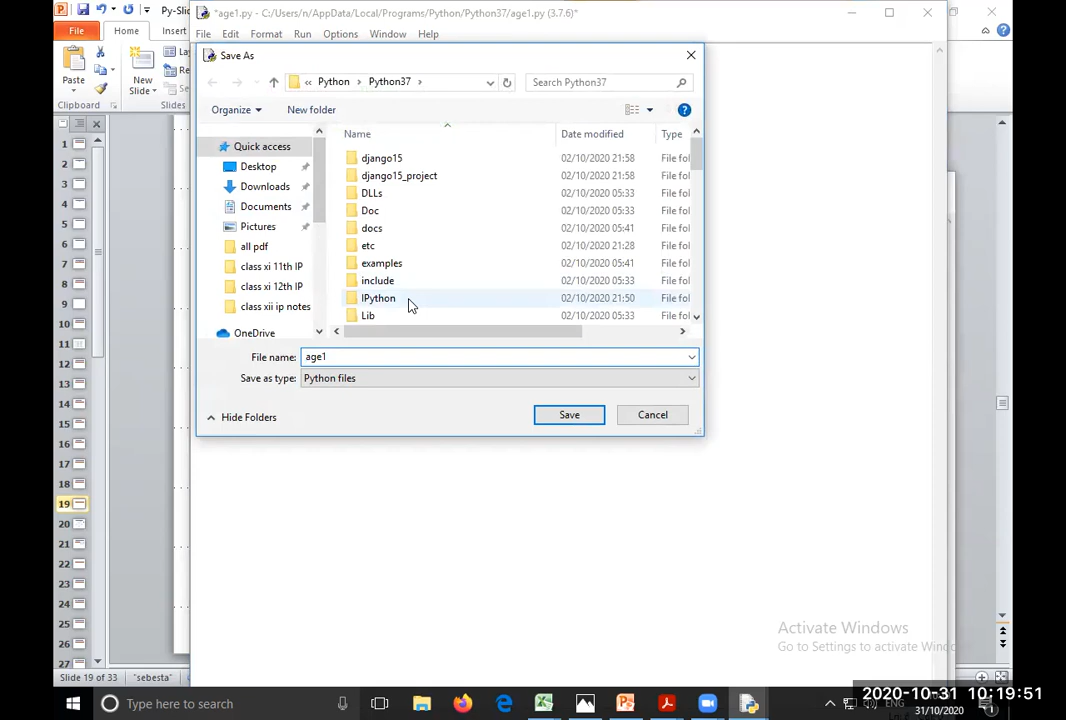 *age1.py - C:/Users/n/AppData/Local/Programs/Python/Python37/age1.py (3.7.6)*
Py-Slid
File Home Insert
File Edit Format Run Options Window Help
Paste
New
Slide
Lay
Re
Se
Clipboard
Slides
Save As
Python Python37
Search Python37
Organize
New folder
Name Date modified Type
Quick access
Desktop
Downloads
Documents
Pictures
all pdf
class xi 11th IP
class xi 12th IP
class xii ip notes
OneDrive
django15 02/10/2020 21:58 File fol
django15_project 02/10/2020 21:58 File fol
DLLs 02/10/2020 05:33 File fol
Doc 02/10/2020 05:33 File fol
docs 02/10/2020 05:41 File fol
etc 02/10/2020 21:28 File fol
examples 02/10/2020 05:41 File fol
include 02/10/2020 05:33 File fol
IPython 02/10/2020 21:50 File fol
Lib 02/10/2020 05:33 File fol
File name: age1
Save as type: Python files
Hide Folders
Save
Cancel
1
2
3
4
5
6
7
8
9
10
11
12
13
14
15
16
17
18
19
20
21
22
23
24
25
26
27
Activate Windows
Go to Settings to activate Windo
Slide 19 of 33 "sebesta"
Type here to search
ENG
2020-10-31 10:19:51
31/10/2020
1